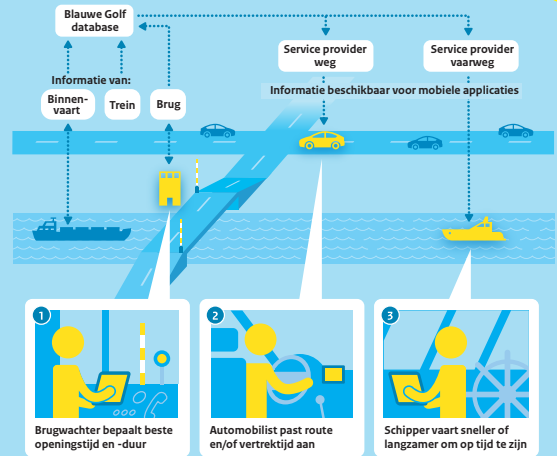 Blauwe Golf
database
Service provider
weg
Service provider
vaarweg
Informatie van:
Binnen-
vaart
Trein
Brug
Informatie beschikbaar voor mobiele applicaties
1
Brugwachter bepaalt beste
openingstijd en -duur
2
Automobilist past route
en/of vertrektijd aan
3
Schipper vaart sneller of
langzamer om op tijd te zijn